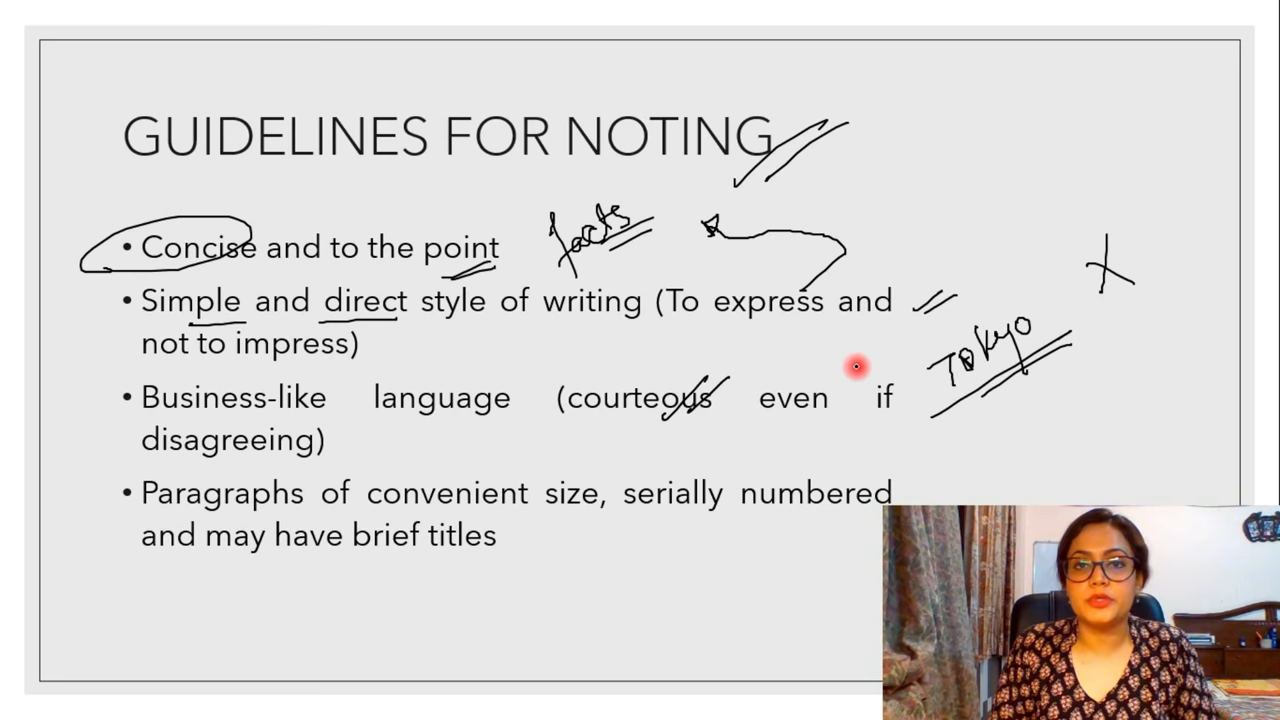 GUIDELINES FOR NOTING
• Concise and to the point
facts
• Simple and direct style of writing (To express and
not to impress)
Tokyo
• Business-like language (courteous even if
disagreeing)
• Paragraphs of convenient size, serially numbered
and may have brief titles